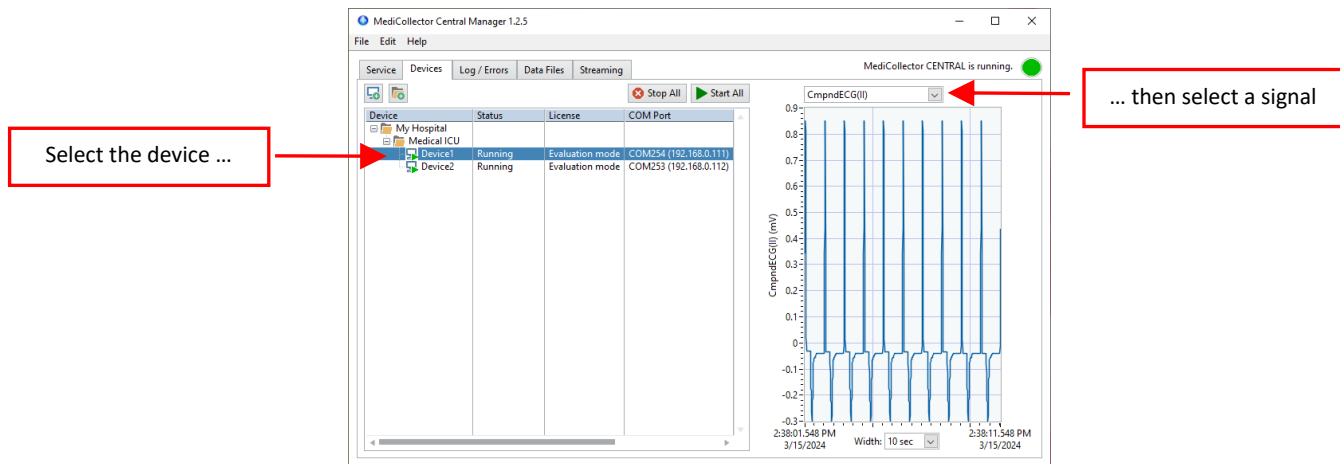 MediCollector Central Manager 1.2.5
File Edit Help
Service Devices Log / Errors Data Files Streaming
MediCollector CENTRAL is running.
Stop All Start All
CmpndECG(II)
Select the device …
… then select a signal
Device Status License COM Port
My Hospital
Medical ICU
Device1 Running Evaluation mode COM254 (192.168.0.111)
Device2 Running Evaluation mode COM253 (192.168.0.112)
CmpndECG(II) (mV)
0.9
0.8
0.7
0.6
0.5
0.4
0.3
0.2
0.1
0
-0.1
-0.2
-0.3
2:38:01.548 PM
3/15/2024
Width: 10 sec
2:38:11.548 PM
3/15/2024